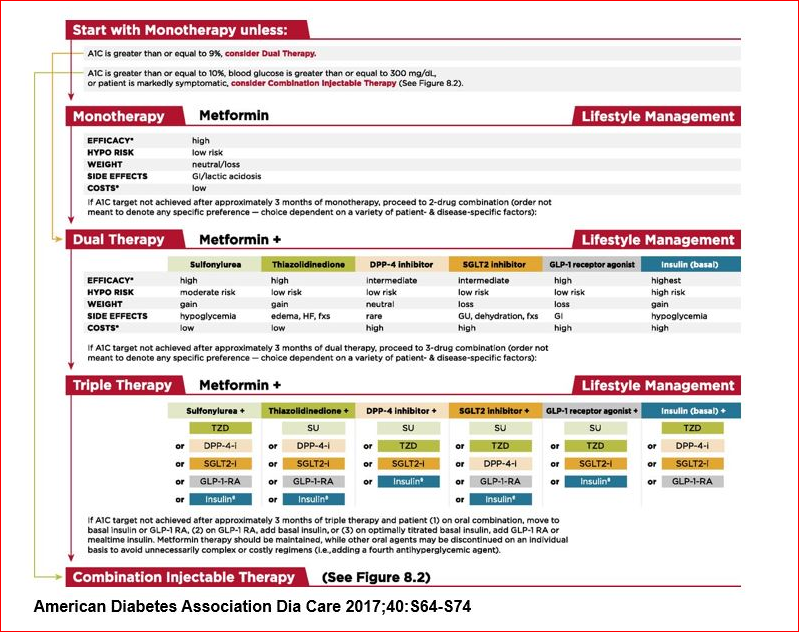 Start with Monotherapy unless:
A1C is greater than or equal to 9%, consider Dual Therapy.
A1C is greater than or equal to 10%, blood glucose is greater than or equal to 300 mg/dL,
or patient is markedly symptomatic, consider Combination Injectable Therapy (See Figure 8.2).
Monotherapy Metformin Lifestyle Management
EFFICACY* high
HYPO RISK low risk
WEIGHT neutral/loss
SIDE EFFECTS GI/lactic acidosis
COSTS* low
If A1C target not achieved after approximately 3 months of monotherapy, proceed to 2-drug combination (order not
meant to denote any specific preference — choice dependent on a variety of patient- & disease-specific factors):
Dual Therapy Metformin + Lifestyle Management
Sulfonylurea Thiazolidinedione DPP-4 inhibitor SGLT2 inhibitor GLP-1 receptor agonist Insulin (basal)
EFFICACY* high high intermediate intermediate high highest
HYPO RISK moderate risk low risk low risk low risk low risk high risk
WEIGHT gain gain neutral loss loss gain
SIDE EFFECTS hypoglycemia edema, HF, fxs rare GU, dehydration, fxs GI hypoglycemia
COSTS* low low high high high high
If A1C target not achieved after approximately 3 months of dual therapy, proceed to 3-drug combination (order not
meant to denote any specific preference — choice dependent on a variety of patient- & disease-specific factors):
Triple Therapy Metformin + Lifestyle Management
Sulfonylurea + Thiazolidinedione + DPP-4 inhibitor + SGLT2 inhibitor + GLP-1 receptor agonist + Insulin (basal) +
TZD SU SU SU SU TZD
or DPP-4-i or DPP-4-i or TZD or TZD or TZD or DPP-4-i
or SGLT2-i or SGLT2-i or SGLT2-i or DPP-4-i or SGLT2-i or SGLT2-i
or GLP-1-RA or GLP-1-RA or Insulin# or GLP-1-RA or Insulin# or GLP-1-RA
or Insulin# or Insulin# or Insulin#
If A1C target not achieved after approximately 3 months of triple therapy and patient (1) on oral combination, move to
basal insulin or GLP-1 RA, (2) on GLP-1 RA, add basal insulin, or (3) on optimally titrated basal insulin, add GLP-1 RA or
mealtime insulin. Metformin therapy should be maintained, while other oral agents may be discontinued on an individual
basis to avoid unnecessarily complex or costly regimens (i.e., adding a fourth antihyperglycemic agent).
Combination Injectable Therapy (See Figure 8.2)
American Diabetes Association Dia Care 2017;40:S64-S74